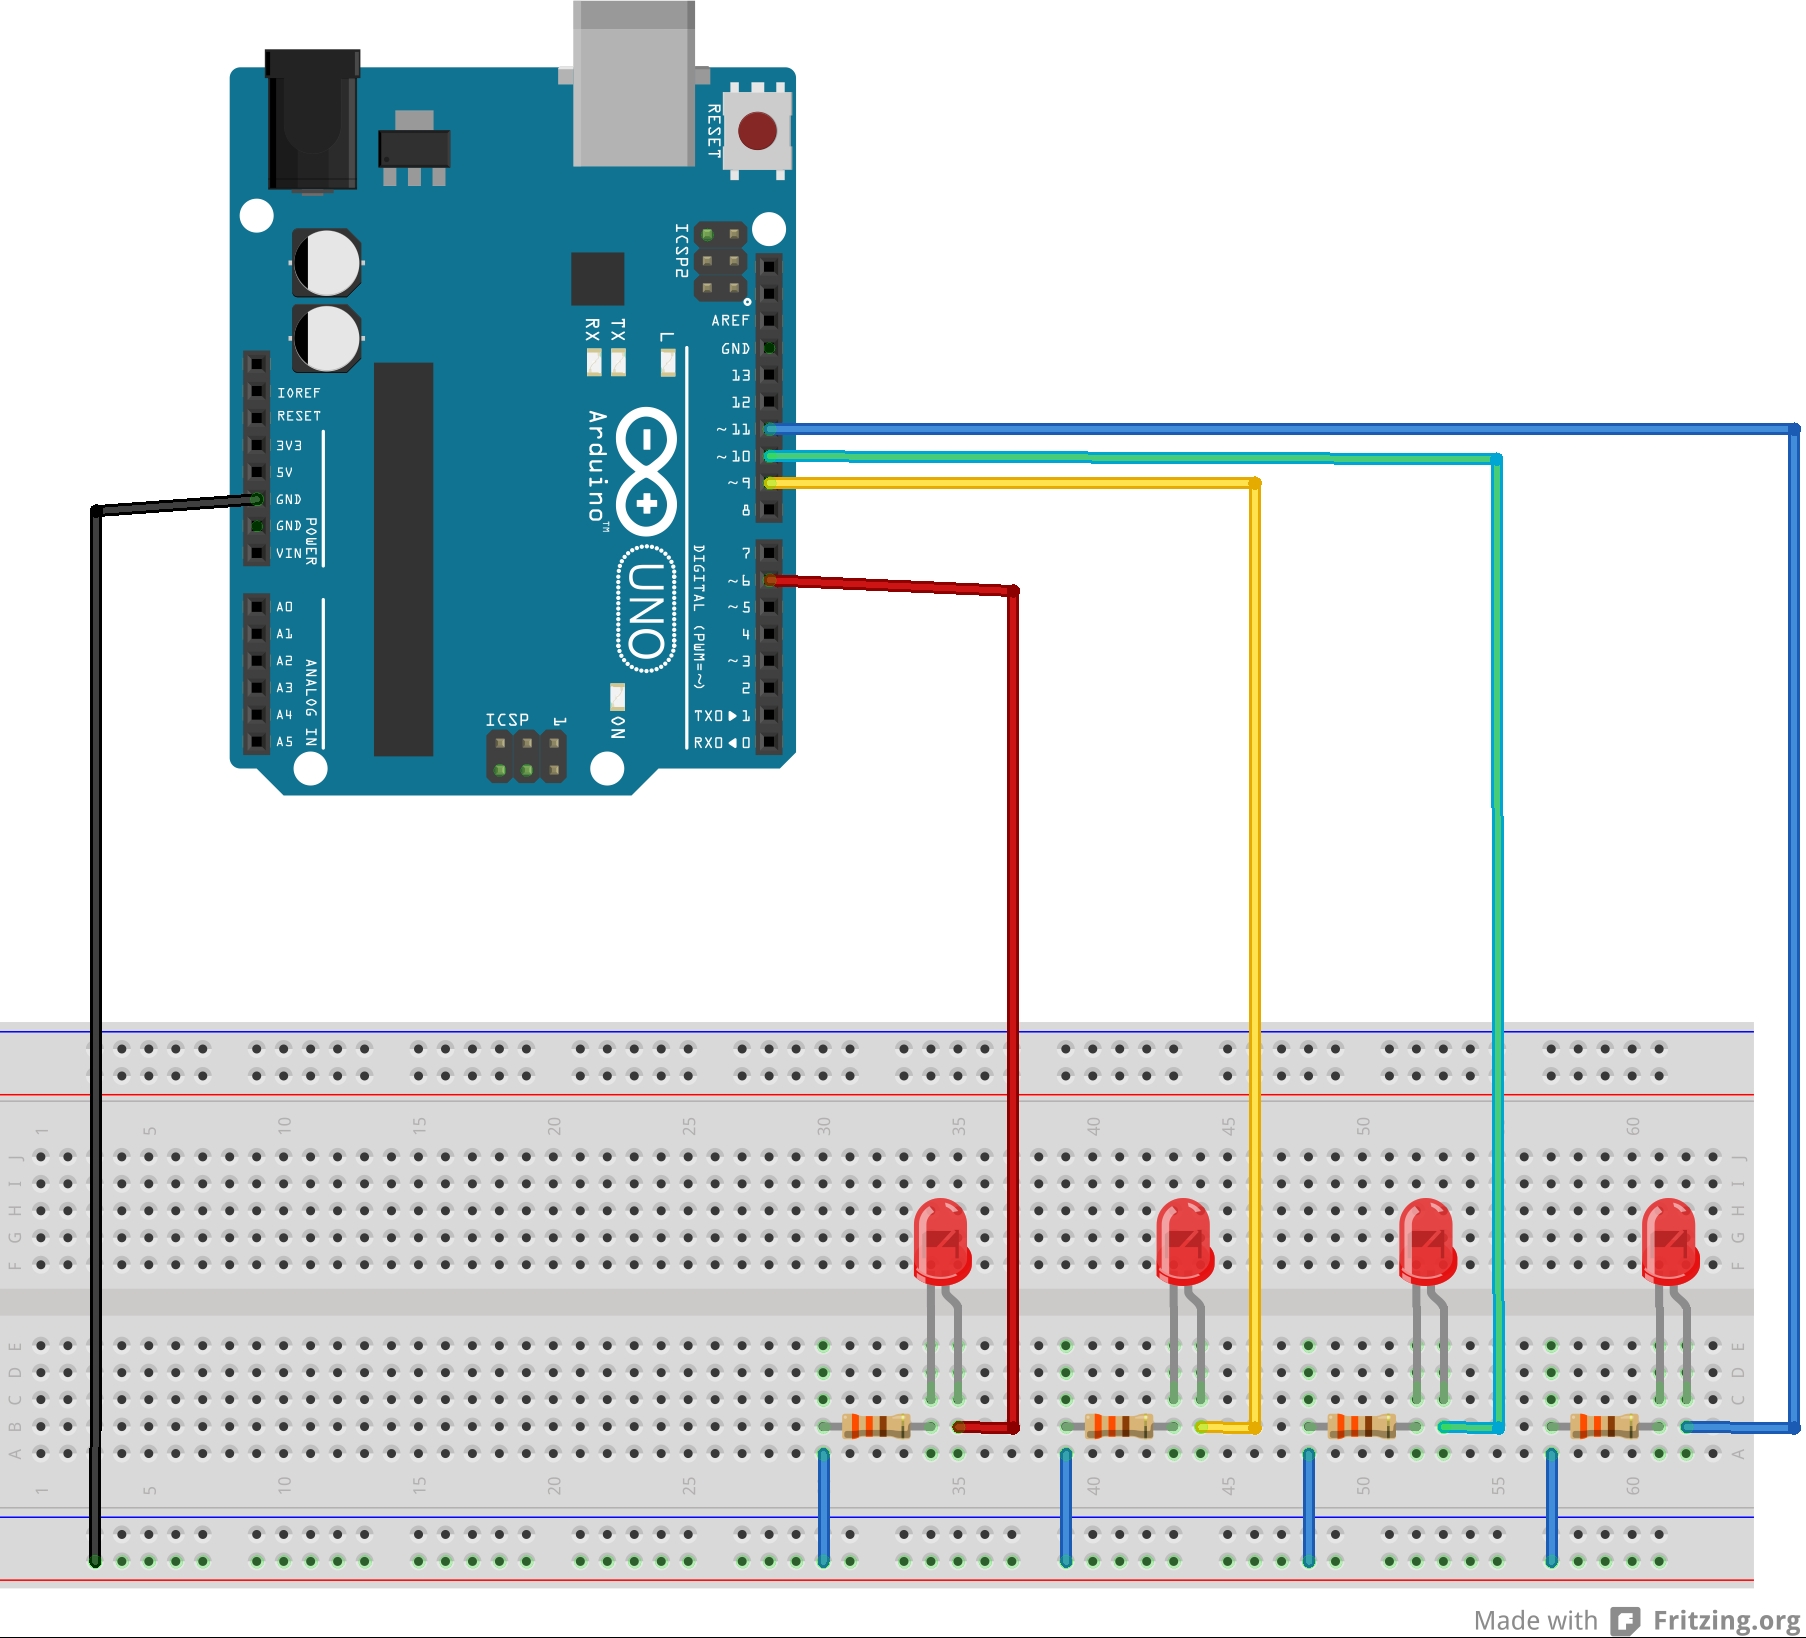 RESET
ICSP2
RX TX L
AREF
GND
13
12
~11
~10
~9
8
7
~6
~5
4
~3
2
TX0▶1
RX0◀0
DIGITAL (PWM=~)
IOREF
RESET
3V3
5V
GND
GND
VIN
POWER
A0
A1
A2
A3
A4
A5
ANALOG IN
Arduino™
UNO
ON
ICSP 1
1 5 10 15 20 25 30 35 40 45 50 60
J J
I I
H H
G G
F F
E E
D D
C C
B B
A A
1 5 10 15 20 25 35 40 45 50 55 60
Made with Fritzing.org